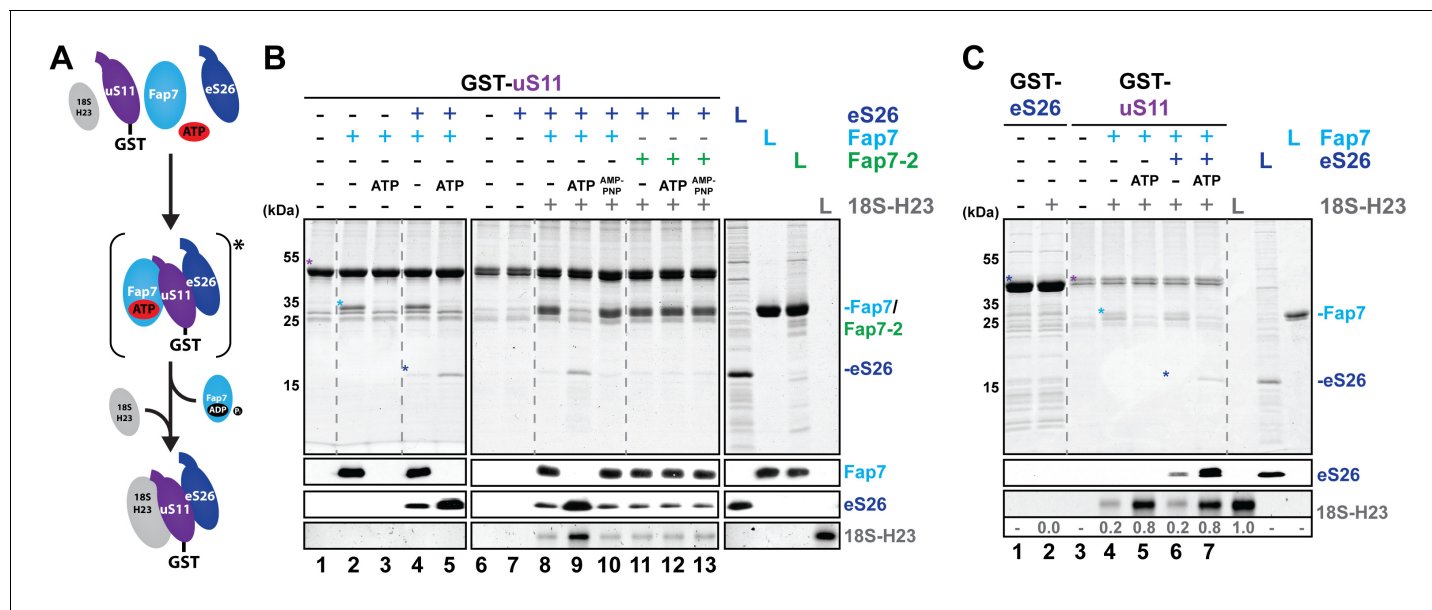 A
18S
H23
uS11
Fap7
ATP
eS26
GST
Fap7
ATP
uS11
eS26
*
GST
18S
H23
Fap7
ADP
Pi
18S
H23
uS11
eS26
GST
B
GST-uS11
- - - + + - + + + + + + + L eS26
- + + + + - - + + + - - - L Fap7
- - - - - - - - - - + + + L Fap7-2
- - ATP - ATP - - - ATP AMP-PNP - ATP AMP-PNP
- - - - - - - + + + + + + L 18S-H23
(kDa)
55
35
25
15
*
*
*
-Fap7/
Fap7-2
-eS26
Fap7
eS26
18S-H23
1 2 3 4 5 6 7 8 9 10 11 12 13
C
GST-
eS26
GST-
uS11
- - - + + + + L Fap7
- - - - - + + L eS26
- - - - ATP - ATP
- + - + + + + L 18S-H23
(kDa)
55
35
25
15
*
*
*
*
-Fap7
-eS26
eS26
18S-H23
- 0.0 - 0.2 0.8 0.2 0.8 1.0 - -
1 2 3 4 5 6 7